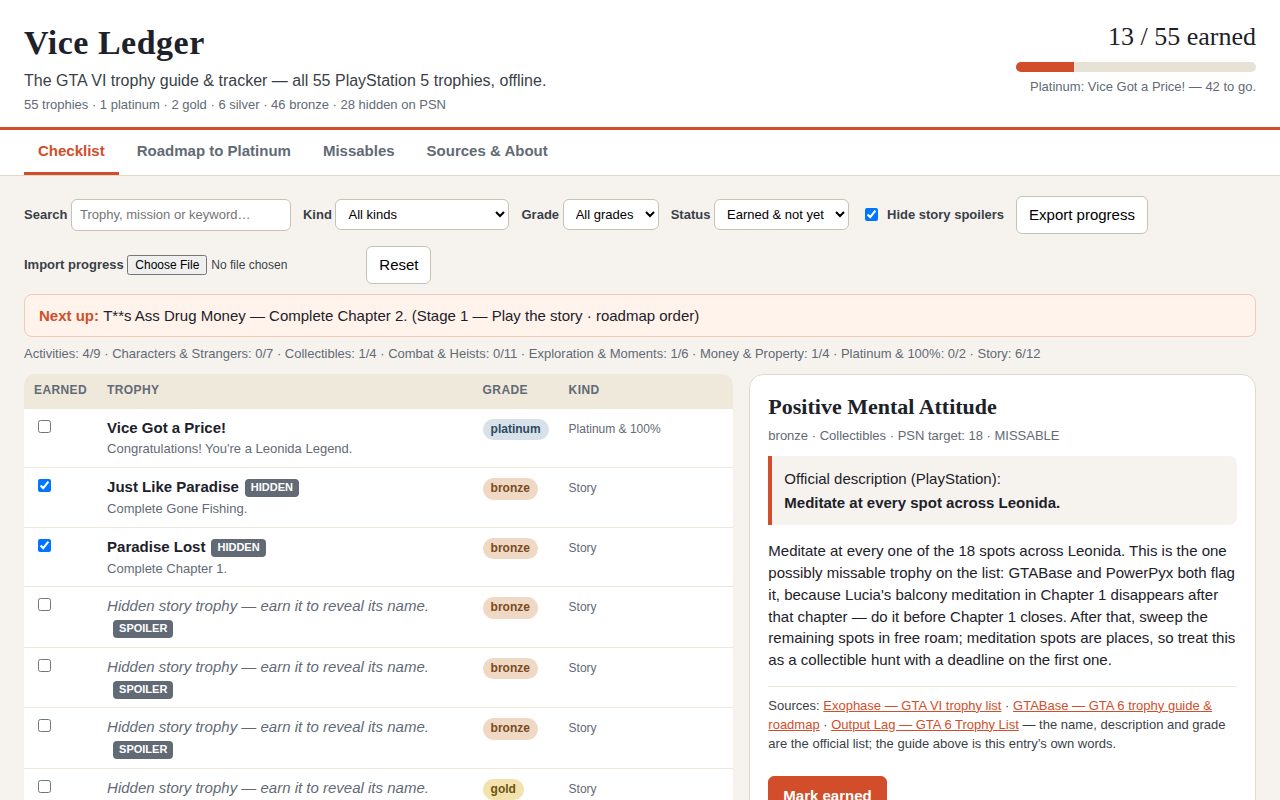 Vice Ledger
13 / 55 earned
The GTA VI trophy guide & tracker — all 55 PlayStation 5 trophies, offline.
55 trophies · 1 platinum · 2 gold · 6 silver · 46 bronze · 28 hidden on PSN
Platinum: Vice Got a Price! — 42 to go.
Checklist Roadmap to Platinum Missables Sources & About
Search Trophy, mission or keyword… Kind All kinds Grade All grades Status Earned & not yet Hide story spoilers Export progress
Import progress Choose File No file chosen Reset
Next up: T**s Ass Drug Money — Complete Chapter 2. (Stage 1 — Play the story · roadmap order)
Activities: 4/9 · Characters & Strangers: 0/7 · Collectibles: 1/4 · Combat & Heists: 0/11 · Exploration & Moments: 1/6 · Money & Property: 1/4 · Platinum & 100%: 0/2 · Story: 6/12
EARNED TROPHY GRADE KIND
Vice Got a Price! platinum Platinum & 100%
Congratulations! You're a Leonida Legend.
Just Like Paradise HIDDEN bronze Story
Complete Gone Fishing.
Paradise Lost HIDDEN bronze Story
Complete Chapter 1.
Hidden story trophy — earn it to reveal its name. bronze Story
SPOILER
Hidden story trophy — earn it to reveal its name. bronze Story
SPOILER
Hidden story trophy — earn it to reveal its name. bronze Story
SPOILER
Hidden story trophy — earn it to reveal its name. gold Story
Positive Mental Attitude
bronze · Collectibles · PSN target: 18 · MISSABLE
Official description (PlayStation):
Meditate at every spot across Leonida.
Meditate at every one of the 18 spots across Leonida. This is the one
possibly missable trophy on the list: GTABase and PowerPyx both flag
it, because Lucia's balcony meditation in Chapter 1 disappears after
that chapter — do it before Chapter 1 closes. After that, sweep the
remaining spots in free roam; meditation spots are places, so treat this
as a collectible hunt with a deadline on the first one.
Sources: Exophase — GTA VI trophy list · GTABase — GTA 6 trophy guide &
roadmap · Output Lag — GTA 6 Trophy List — the name, description and grade
are the official list; the guide above is this entry's own words.
Mark earned